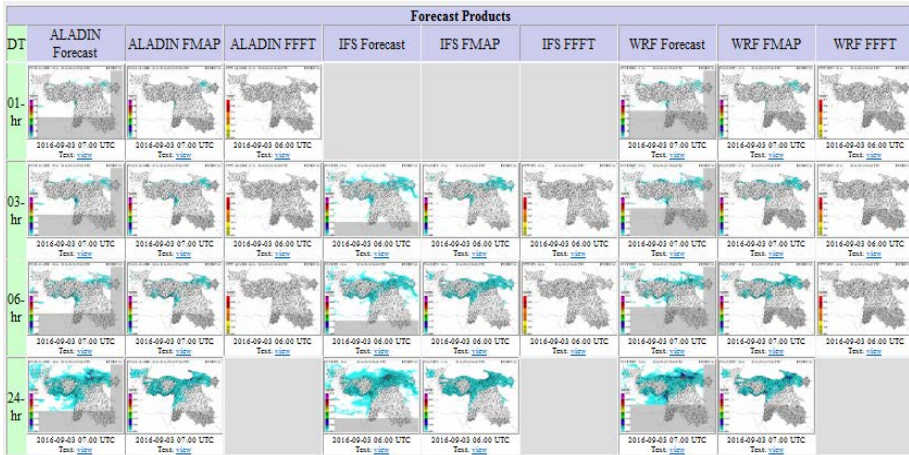 Forecast Products
DT ALADIN Forecast ALADIN FMAP ALADIN FFFT IFS Forecast IFS FMAP IFS FFFT WRF Forecast WRF FMAP WRF FFFT
01-hr
2016-09-03 07.00 UTC 2016-09-03 07.00 UTC 2016-09-03 06.00 UTC 2016-09-03 07.00 UTC 2016-09-03 07.00 UTC 2016-09-03 06.00 UTC
Text: view Text: view Text: view Text: view Text: view Text: view
03-hr
2016-09-03 07.00 UTC 2016-09-03 07.00 UTC 2016-09-03 06.00 UTC 2016-09-03 06.00 UTC 2016-09-03 06.00 UTC 2016-09-03 06.00 UTC 2016-09-03 07.00 UTC 2016-09-03 07.00 UTC 2016-09-03 06.00 UTC
Text: view Text: view Text: view Text: view Text: view Text: view Text: view Text: view Text: view
06-hr
2016-09-03 07.00 UTC 2016-09-03 07.00 UTC 2016-09-03 06.00 UTC 2016-09-03 06.00 UTC 2016-09-03 06.00 UTC 2016-09-03 06.00 UTC 2016-09-03 07.00 UTC 2016-09-03 07.00 UTC 2016-09-03 06.00 UTC
Text: view Text: view Text: view Text: view Text: view Text: view Text: view Text: view Text: view
24-hr
2016-09-03 07.00 UTC 2016-09-03 07.00 UTC 2016-09-03 06.00 UTC 2016-09-03 06.00 UTC 2016-09-03 07.00 UTC 2016-09-03 07.00 UTC
Text: view Text: view Text: view Text: view Text: view Text: view